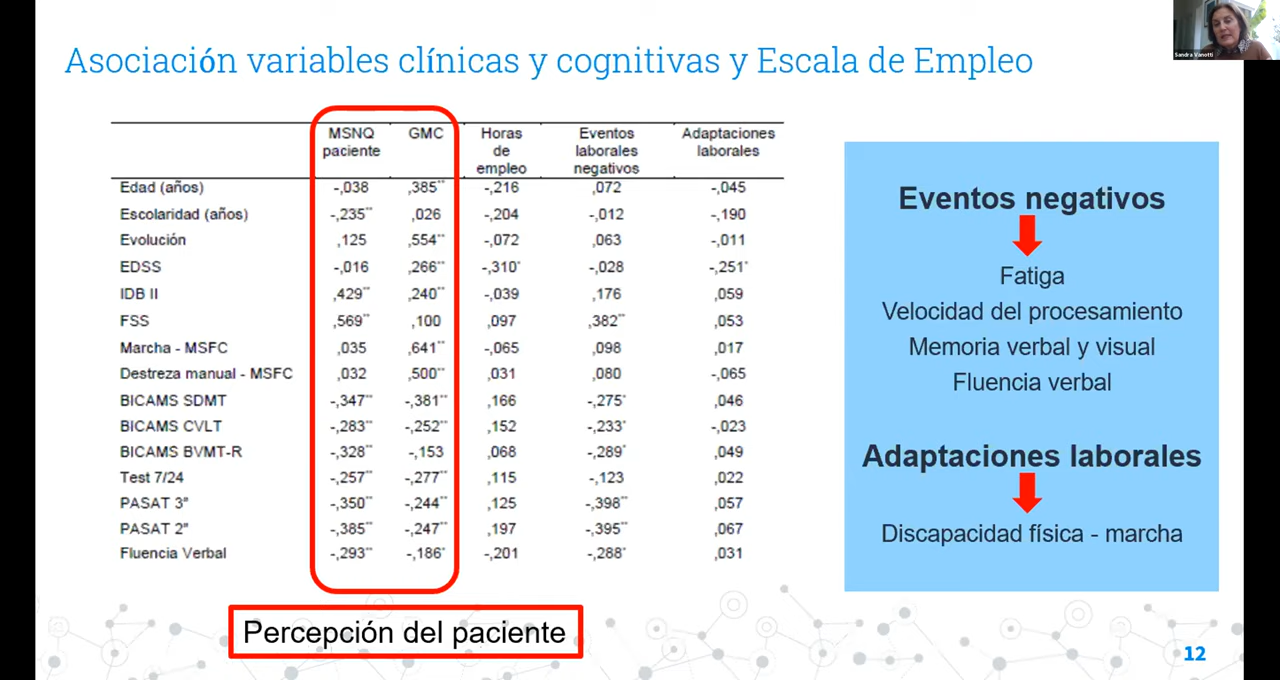 Sandra Vanotti
Asociación variables clínicas y cognitivas y Escala de Empleo
MSNQ paciente GMC Horas de empleo Eventos laborales negativos Adaptaciones laborales
Edad (años) -,038 ,385** -,216 ,072 -,045
Escolaridad (años) -,235** ,026 -,204 -,012 -,190
Evolución ,125 ,554** -,072 ,063 -,011
EDSS -,016 ,266** -,310* -,028 -,251*
IDB II ,429** ,240** -,039 ,176 ,059
FSS ,569** ,100 ,097 ,382** ,053
Marcha - MSFC ,035 ,641** -,065 ,098 ,017
Destreza manual - MSFC ,032 ,500** ,031 ,080 -,065
BICAMS SDMT -,347** -,381** ,166 -,275* ,046
BICAMS CVLT -,283** -,252** ,152 -,233* -,023
BICAMS BVMT-R -,328** -,153 ,068 -,289* ,049
Test 7/24 -,257** -,277** ,115 -,123 ,022
PASAT 3" -,350** -,244** ,125 -,398** ,057
PASAT 2" -,385** -,247** ,197 -,395** ,067
Fluencia Verbal -,293** -,186* -,201 -,288* ,031
Percepción del paciente
Eventos negativos
Fatiga
Velocidad del procesamiento
Memoria verbal y visual
Fluencia verbal
Adaptaciones laborales
Discapacidad física - marcha
12